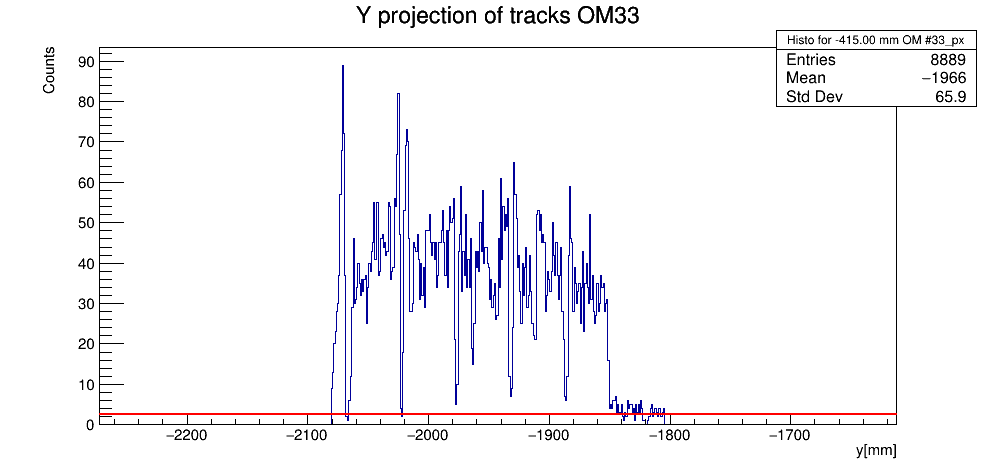 Y projection of tracks OM33
Histo for -415.00 mm OM #33_px
Entries 8889
Mean −1966
Std Dev 65.9
Counts
90
80
70
60
50
40
30
20
10
0
−2200 −2100 −2000 −1900 −1800 −1700
y[mm]